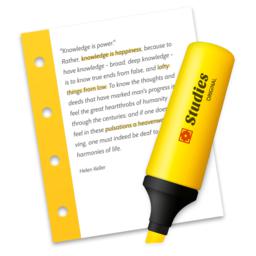 "Knowledge is power."
Rather, knowledge is happiness, because to
have knowledge - broad, deep knowledge -
is to know true ends from false, and lofty
things from low. To know the thoughts and
deeds that have marked man's progress is
feel the great heartthrobs of humanity
through the centuries; and if one does
feel in these pulsations a heavenward
ving, one must indeed be deaf to
harmonies of life.
Helen Keller
Studies
ORIGINAL